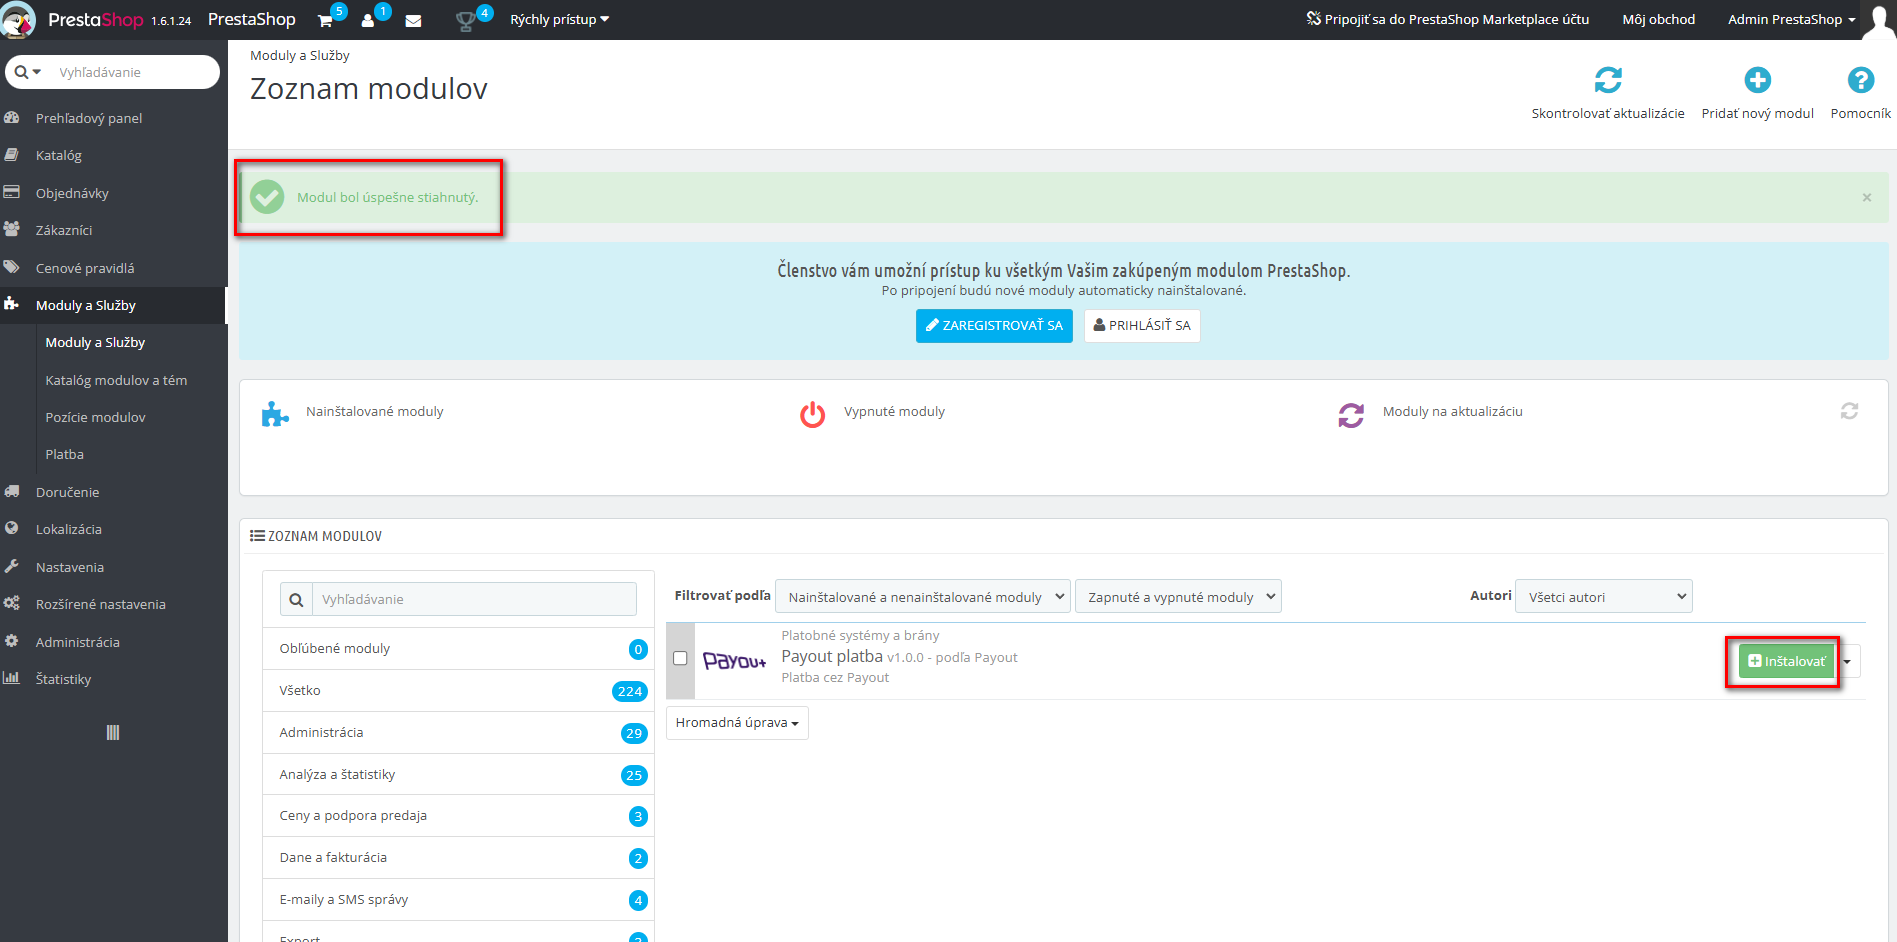 PrestaShop 1.6.1.24 PrestaShop 5 1 4 Rýchly prístup Pripojiť sa do PrestaShop Marketplace účtu Môj obchod Admin PrestaShop
Vyhľadávanie
Prehľadový panel
Katalóg
Objednávky
Zákazníci
Cenové pravidlá
Moduly a Služby
Moduly a Služby
Katalóg modulov a tém
Pozície modulov
Platba
Doručenie
Lokalizácia
Nastavenia
Rozšírené nastavenia
Administrácia
Štatistiky
Moduly a Služby
Zoznam modulov
Skontrolovať aktualizácie Pridať nový modul Pomocník
Modul bol úspešne stiahnutý. ×
Členstvo vám umožní prístup ku všetkým Vašim zakúpeným modulom PrestaShop.
Po pripojení budú nové moduly automaticky nainštalované.
ZAREGISTROVAŤ SA PRIHLÁSIŤ SA
Nainštalované moduly Vypnuté moduly Moduly na aktualizáciu
ZOZNAM MODULOV
Vyhľadávanie
Obľúbené moduly 0
Všetko 224
Administrácia 29
Analýza a štatistiky 25
Ceny a podpora predaja 3
Dane a fakturácia 2
E-maily a SMS správy 4
Export
Filtrovať podľa Nainštalované a nenainštalované moduly Zapnuté a vypnuté moduly Autori Všetci autori
Payout
Platobné systémy a brány
Payout platba v1.0.0 - podľa Payout
Platba cez Payout
Inštalovať
Hromadná úprava